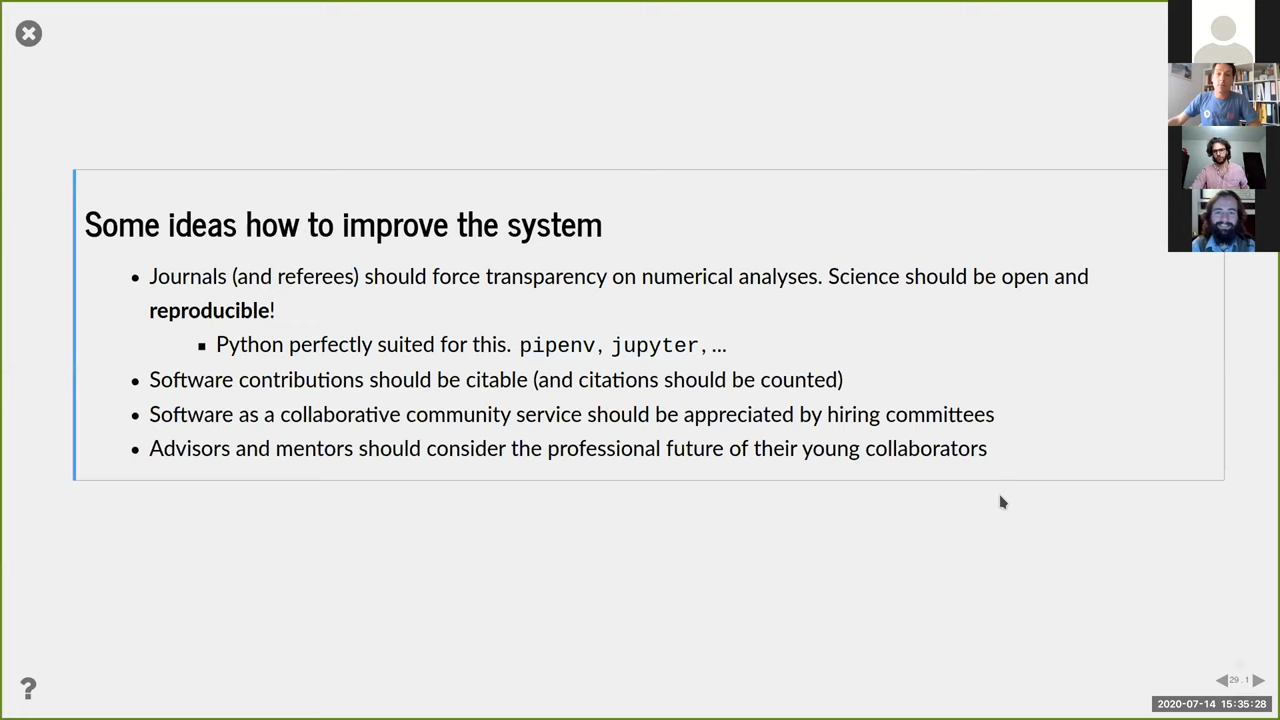 Some ideas how to improve the system
• Journals (and referees) should force transparency on numerical analyses. Science should be open and
reproducible!
▪ Python perfectly suited for this. pipenv, jupyter, ...
• Software contributions should be citable (and citations should be counted)
• Software as a collaborative community service should be appreciated by hiring committees
• Advisors and mentors should consider the professional future of their young collaborators
?
29.1
2020-07-14 15:35:28